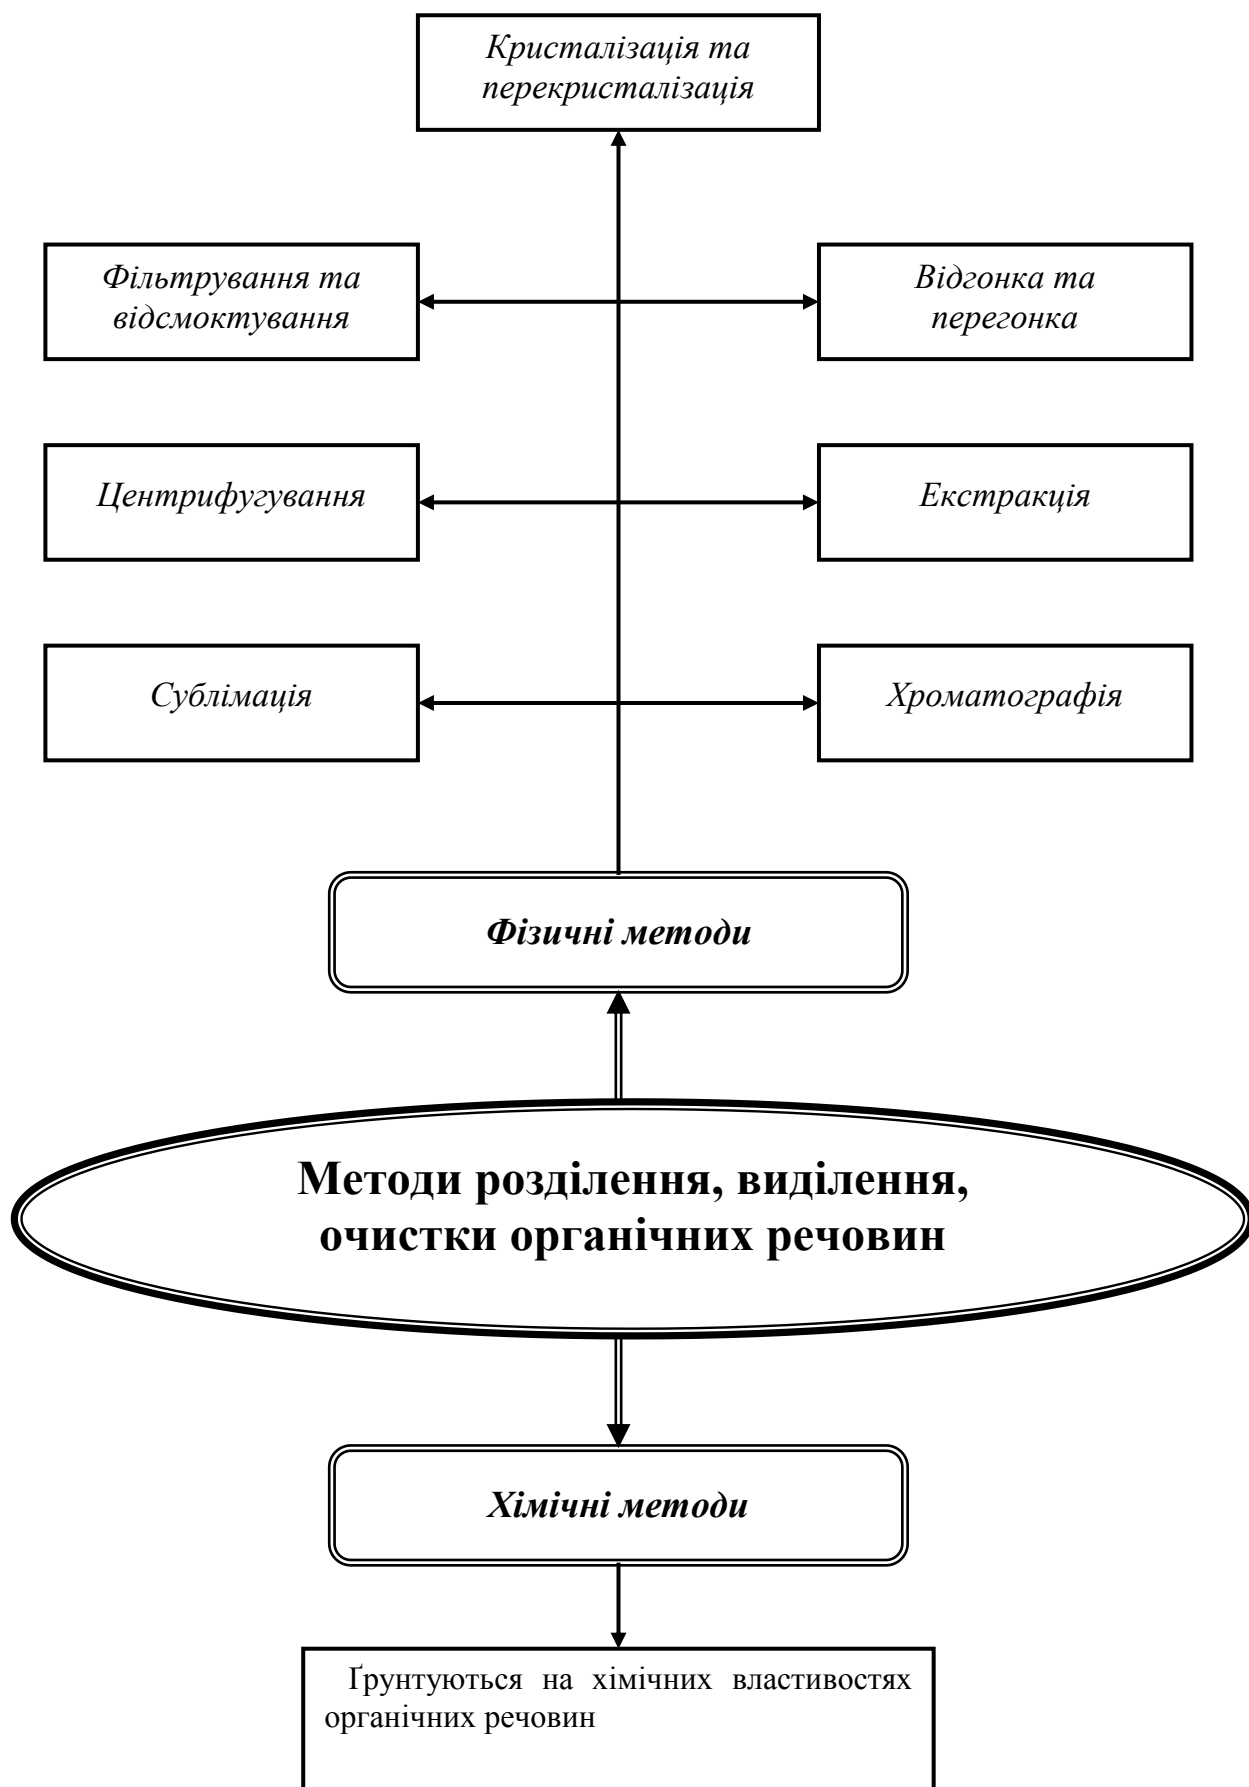 Кристалізація та
перекристалізація
Фільтрування та
відсмоктування
Відгонка та
перегонка
Центрифугування
Екстракція
Сублімація
Хроматографія
Фізичні методи
Методи розділення, виділення,
очистки органічних речовин
Хімічні методи
Ґрунтуються на хімічних властивостях
органічних речовин